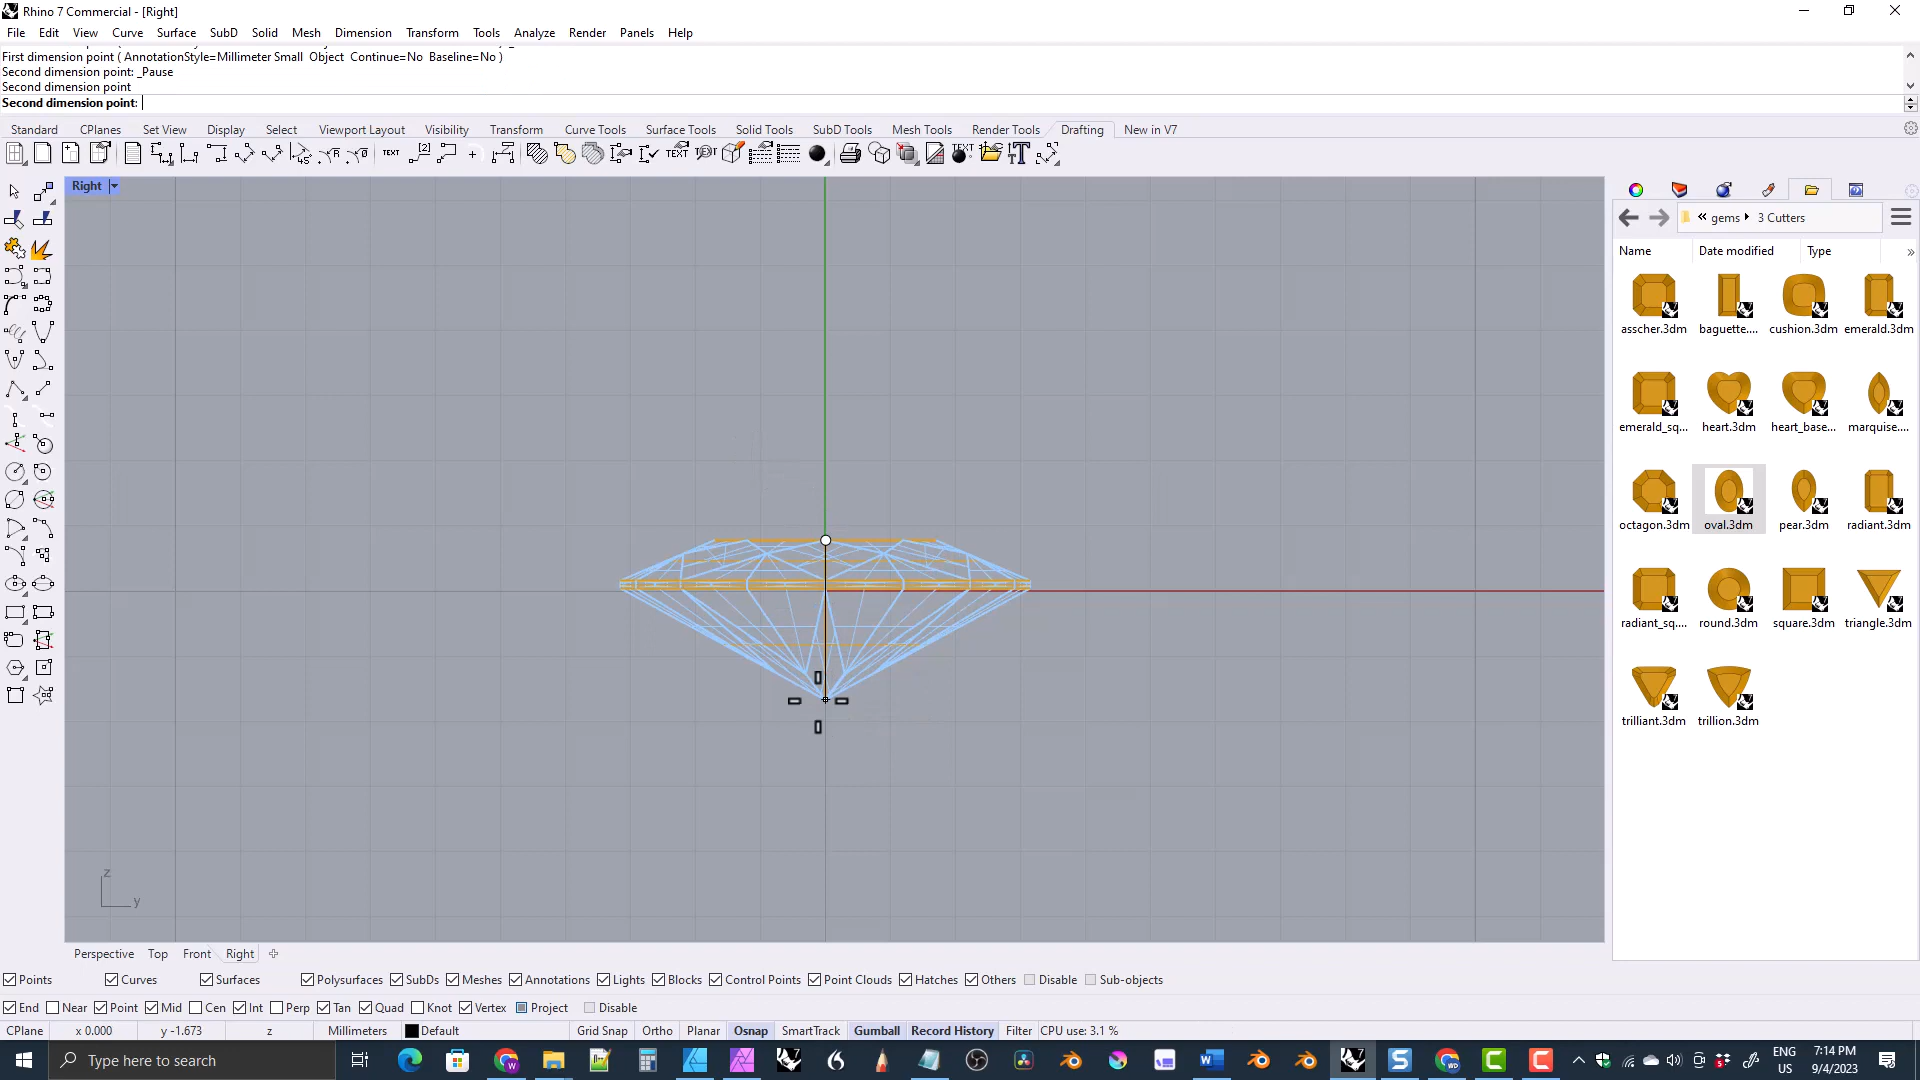 Rhino 7 Commercial - [Right]
File Edit View Curve Surface SubD Solid Mesh Dimension Transform Tools Analyze Render Panels Help
First dimension point ( AnnotationStyle=Millimeter Small Object Continue=No Baseline=No )
Second dimension point: _Pause
Second dimension point
Second dimension point:
Standard CPlanes Set View Display Select Viewport Layout Visibility Transform Curve Tools Surface Tools Solid Tools SubD Tools Mesh Tools Render Tools Drafting New in V7
Right
gems 3 Cutters
Name Date modified Type
asscher.3dm baguette.... cushion.3dm emerald.3dm
emerald_sq... heart.3dm heart_base... marquise....
octagon.3dm oval.3dm pear.3dm radiant.3dm
radiant_sq.... round.3dm square.3dm triangle.3dm
trilliant.3dm trillion.3dm
z
y
Perspective Top Front Right
Points Curves Surfaces Polysurfaces SubDs Meshes Annotations Lights Blocks Control Points Point Clouds Hatches Others Disable Sub-objects
End Near Point Mid Cen Int Perp Tan Quad Knot Vertex Project Disable
CPlane x 0.000 y -1.673 z Millimeters Default Grid Snap Ortho Planar Osnap SmartTrack Gumball Record History Filter CPU use: 3.1 %
Type here to search
ENG
US
7:14 PM
9/4/2023